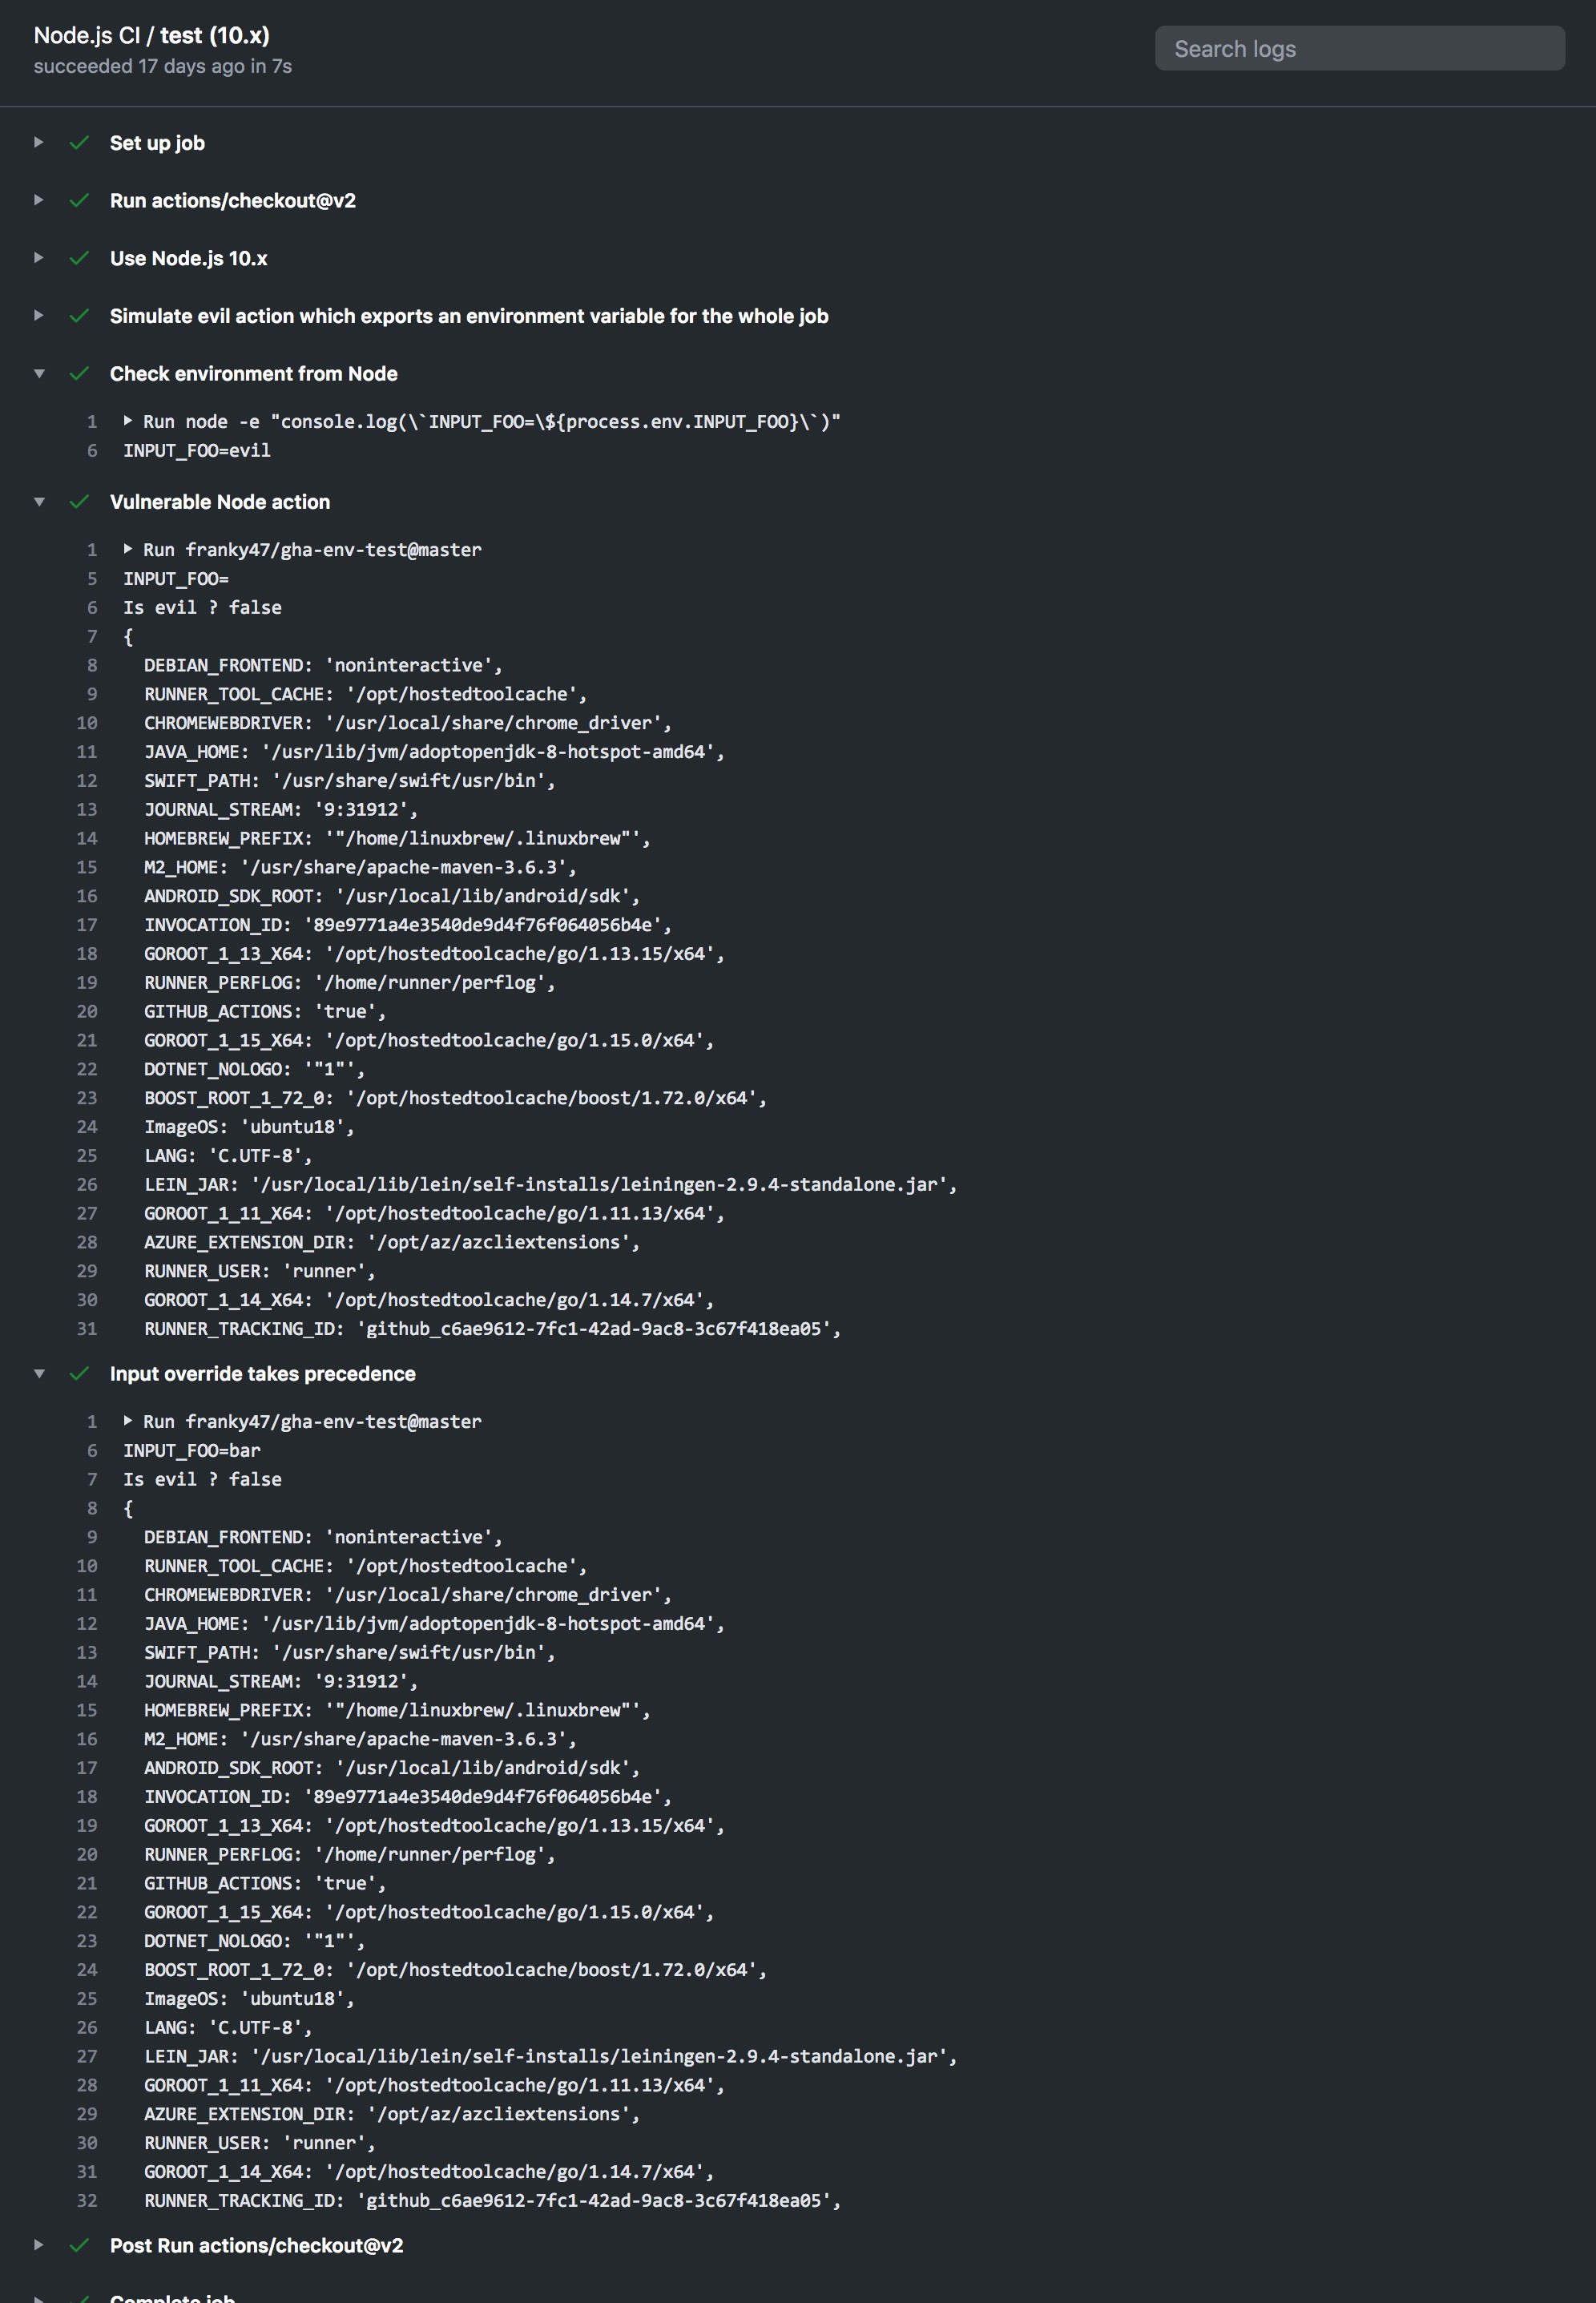 Node.js CI / test (10.x)
succeeded 17 days ago in 7s
Search logs
Set up job
Run actions/checkout@v2
Use Node.js 10.x
Simulate evil action which exports an environment variable for the whole job
Check environment from Node
1 Run node -e "console.log(\`INPUT_FOO=\${process.env.INPUT_FOO}\`)"
6 INPUT_FOO=evil
Vulnerable Node action
1 Run franky47/gha-env-test@master
5 INPUT_FOO=
6 Is evil ? false
7 {
8 DEBIAN_FRONTEND: 'noninteractive',
9 RUNNER_TOOL_CACHE: '/opt/hostedtoolcache',
10 CHROMEWEBDRIVER: '/usr/local/share/chrome_driver',
11 JAVA_HOME: '/usr/lib/jvm/adoptopenjdk-8-hotspot-amd64',
12 SWIFT_PATH: '/usr/share/swift/usr/bin',
13 JOURNAL_STREAM: '9:31912',
14 HOMEBREW_PREFIX: '"/home/linuxbrew/.linuxbrew"',
15 M2_HOME: '/usr/share/apache-maven-3.6.3',
16 ANDROID_SDK_ROOT: '/usr/local/lib/android/sdk',
17 INVOCATION_ID: '89e9771a4e3540de9d4f76f064056b4e',
18 GOROOT_1_13_X64: '/opt/hostedtoolcache/go/1.13.15/x64',
19 RUNNER_PERFLOG: '/home/runner/perflog',
20 GITHUB_ACTIONS: 'true',
21 GOROOT_1_15_X64: '/opt/hostedtoolcache/go/1.15.0/x64',
22 DOTNET_NOLOGO: '"1"',
23 BOOST_ROOT_1_72_0: '/opt/hostedtoolcache/boost/1.72.0/x64',
24 ImageOS: 'ubuntu18',
25 LANG: 'C.UTF-8',
26 LEIN_JAR: '/usr/local/lib/lein/self-installs/leiningen-2.9.4-standalone.jar',
27 GOROOT_1_11_X64: '/opt/hostedtoolcache/go/1.11.13/x64',
28 AZURE_EXTENSION_DIR: '/opt/az/azcliextensions',
29 RUNNER_USER: 'runner',
30 GOROOT_1_14_X64: '/opt/hostedtoolcache/go/1.14.7/x64',
31 RUNNER_TRACKING_ID: 'github_c6ae9612-7fc1-42ad-9ac8-3c67f418ea05',
Input override takes precedence
1 Run franky47/gha-env-test@master
6 INPUT_FOO=bar
7 Is evil ? false
8 {
9 DEBIAN_FRONTEND: 'noninteractive',
10 RUNNER_TOOL_CACHE: '/opt/hostedtoolcache',
11 CHROMEWEBDRIVER: '/usr/local/share/chrome_driver',
12 JAVA_HOME: '/usr/lib/jvm/adoptopenjdk-8-hotspot-amd64',
13 SWIFT_PATH: '/usr/share/swift/usr/bin',
14 JOURNAL_STREAM: '9:31912',
15 HOMEBREW_PREFIX: '"/home/linuxbrew/.linuxbrew"',
16 M2_HOME: '/usr/share/apache-maven-3.6.3',
17 ANDROID_SDK_ROOT: '/usr/local/lib/android/sdk',
18 INVOCATION_ID: '89e9771a4e3540de9d4f76f064056b4e',
19 GOROOT_1_13_X64: '/opt/hostedtoolcache/go/1.13.15/x64',
20 RUNNER_PERFLOG: '/home/runner/perflog',
21 GITHUB_ACTIONS: 'true',
22 GOROOT_1_15_X64: '/opt/hostedtoolcache/go/1.15.0/x64',
23 DOTNET_NOLOGO: '"1"',
24 BOOST_ROOT_1_72_0: '/opt/hostedtoolcache/boost/1.72.0/x64',
25 ImageOS: 'ubuntu18',
26 LANG: 'C.UTF-8',
27 LEIN_JAR: '/usr/local/lib/lein/self-installs/leiningen-2.9.4-standalone.jar',
28 GOROOT_1_11_X64: '/opt/hostedtoolcache/go/1.11.13/x64',
29 AZURE_EXTENSION_DIR: '/opt/az/azcliextensions',
30 RUNNER_USER: 'runner',
31 GOROOT_1_14_X64: '/opt/hostedtoolcache/go/1.14.7/x64',
32 RUNNER_TRACKING_ID: 'github_c6ae9612-7fc1-42ad-9ac8-3c67f418ea05',
Post Run actions/checkout@v2
Complete job